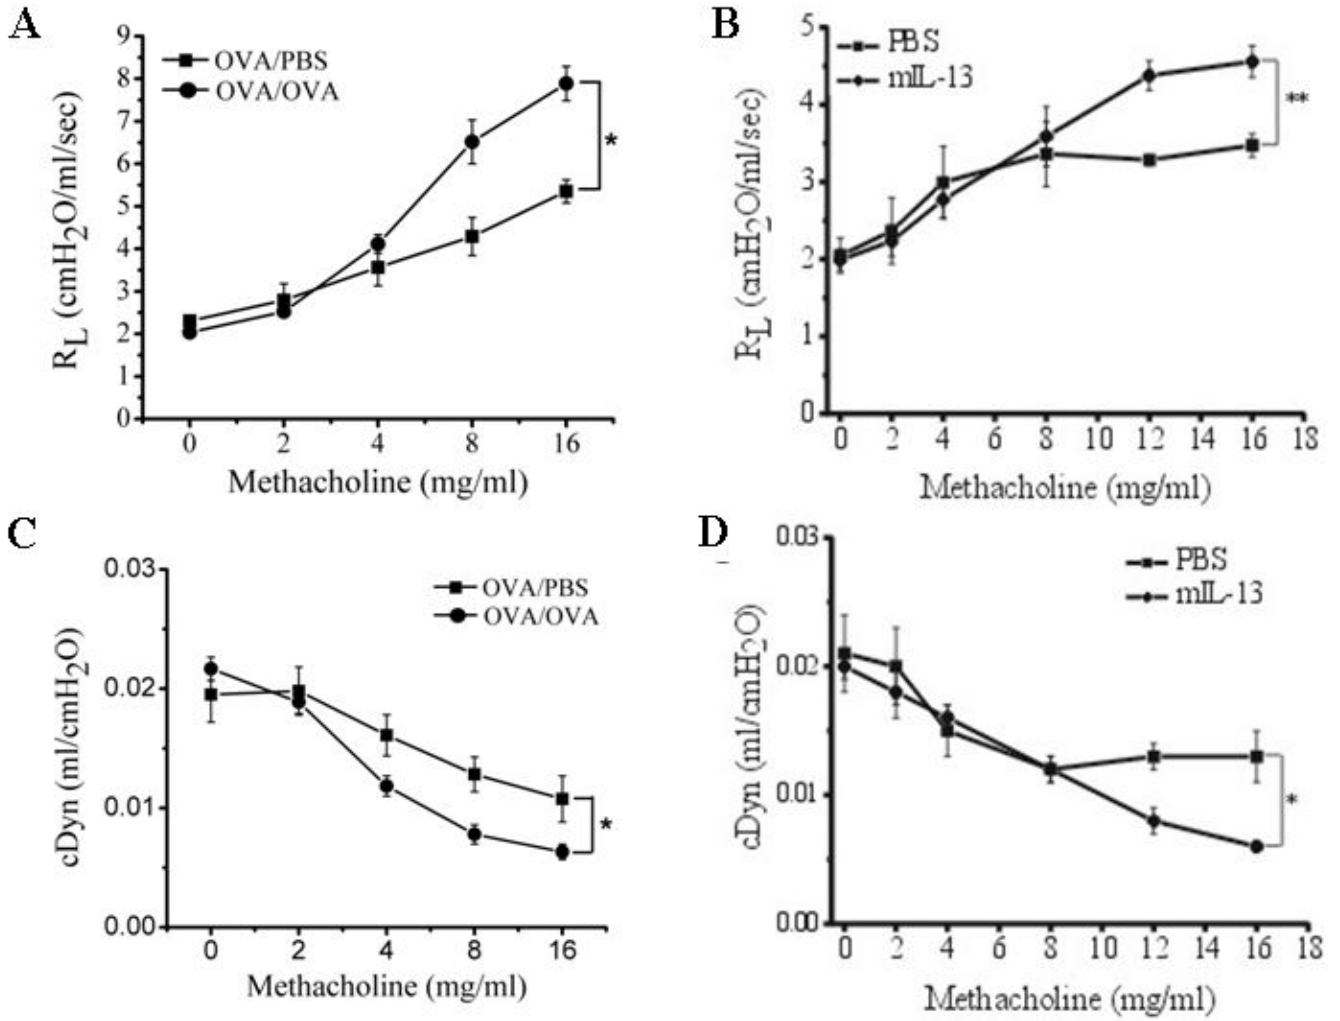 A
9
8
7
6
5
4
3
2
1
0
R_L (cmH2O/ml/sec)
OVA/PBS
OVA/OVA
*
0 2 4 8 16
Methacholine (mg/ml)
B
5
4
3
2
1
0
R_L (cmH2O/ml/sec)
PBS
mIL-13
**
0 2 4 6 8 10 12 14 16 18
Methacholine (mg/ml)
C
0.03
0.02
0.01
0.00
cDyn (ml/cmH2O)
OVA/PBS
OVA/OVA
*
0 2 4 8 16
Methacholine (mg/ml)
D
0.03
0.02
0.01
0.00
cDyn (ml/cmH2O)
PBS
mIL-13
*
0 2 4 6 8 10 12 14 16 18
Methacholine (mg/ml)